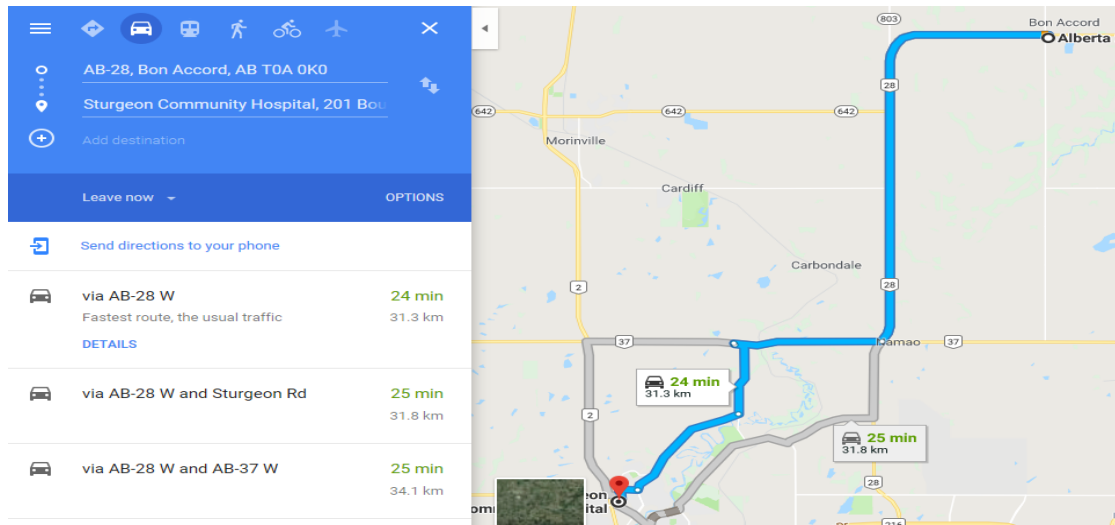 AB-28, Bon Accord, AB T0A 0K0
Sturgeon Community Hospital, 201 Bou
Add destination
Leave now
OPTIONS
Send directions to your phone
via AB-28 W
24 min
Fastest route, the usual traffic
31.3 km
DETAILS
via AB-28 W and Sturgeon Rd
25 min
31.8 km
via AB-28 W and AB-37 W
25 min
34.1 km
803
Bon Accord
Alberta
28
642
642
642
Morinville
Cardiff
Carbondale
2
28
37
Namao
37
24 min
31.3 km
2
25 min
31.8 km
28
eon
ital
216